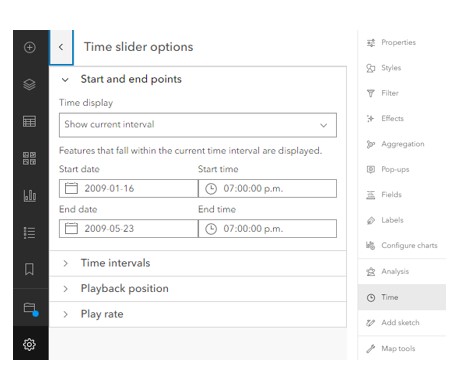 Time slider options
Start and end points
Time display
Show current interval
Features that fall within the current time interval are displayed.
Start date
Start time
2009-01-16
07:00:00 p.m.
End date
End time
2009-05-23
07:00:00 p.m.
Time intervals
Playback position
Play rate
Properties
Styles
Filter
Effects
Aggregation
Pop-ups
Fields
Labels
Configure charts
Analysis
Time
Add sketch
Map tools